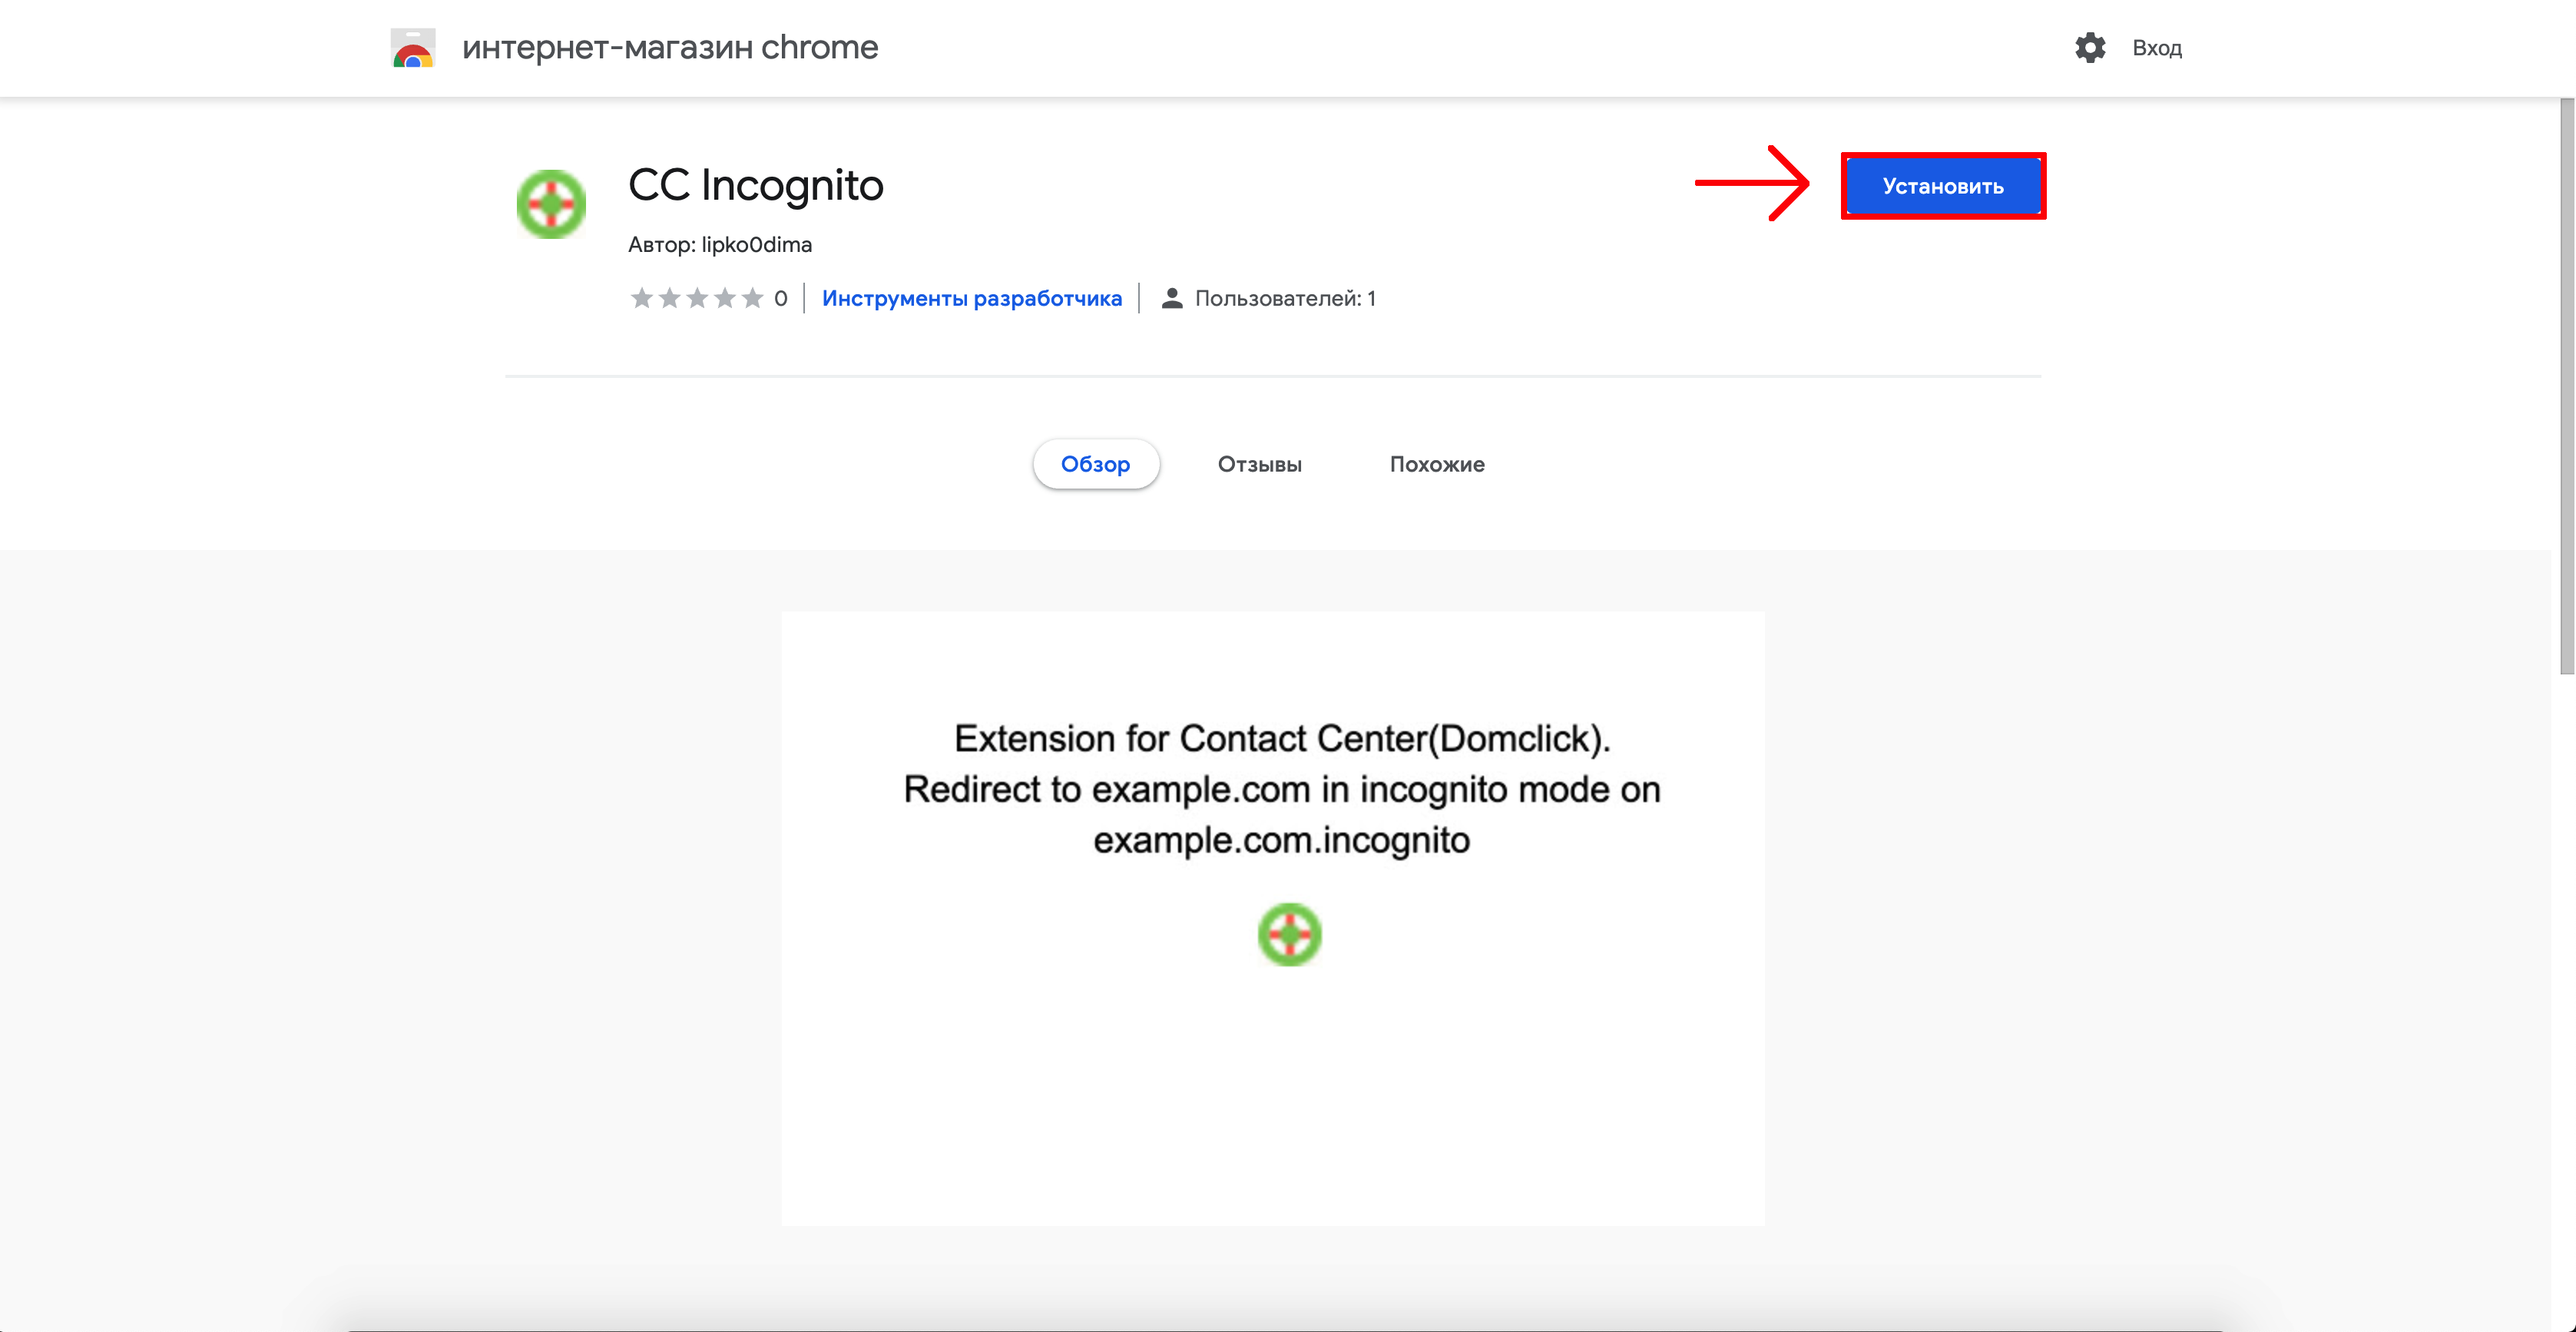 интернет-магазин chrome
Вход
CC Incognito
Установить
Автор: lipko0dima
0 Инструменты разработчика Пользователей: 1
Обзор Отзывы Похожие
Extension for Contact Center(Domclick).
Redirect to example.com in incognito mode on
example.com.incognito